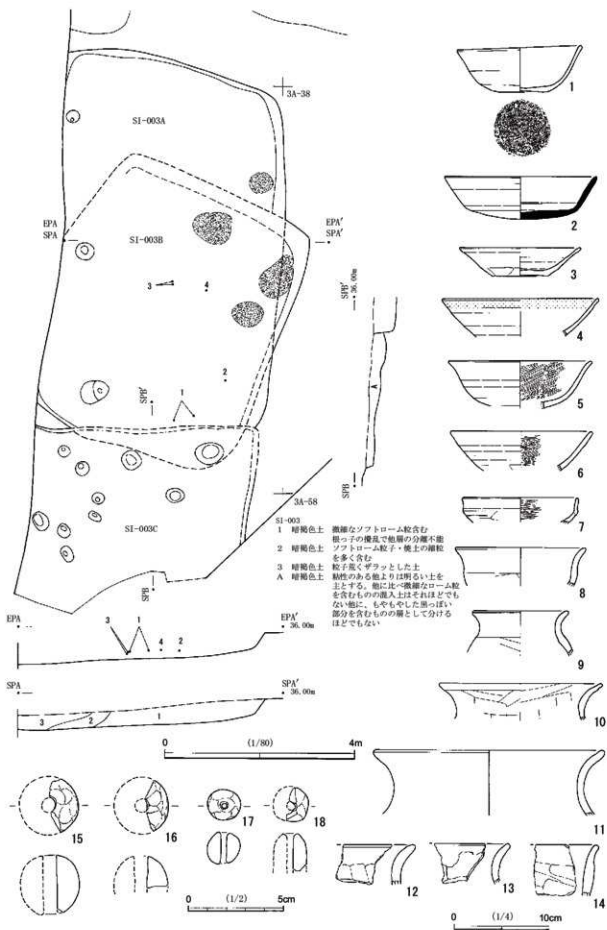 SI-003A
3A-38
1
EPA
SPA
SI-003B
EPA′
SPA′
2
3
4
3
SPB′
36.00m
4
2
SPB′
1
A
5
6
SPB
3A-58
SI-003C
SPB
7
SI-003
1 暗褐色土 微細なソフトローム粒含む
根っ子の攪乱で他層の分離不能
2 暗褐色土 ソフトローム粒子・焼土の細粒
を多く含む
3 暗褐色土 粒子荒くザラッとした土
A 暗褐色土 粘性のある他よりは明るい土を
主とする。他に比べ微細なローム粒
を含むものの混入土はそれほどでも
ない他に、もやもやした黒っぽい
部分を含むものの層として分ける
ほどでもない
8
9
EPA
3
1
4
2
EPA′
36.00m
SPA
SPA′
36.00m
3
2
1
10
0 (1/80) 4m
11
15
16
17
18
12
13
14
0 (1/2) 5cm
0 (1/4) 10cm